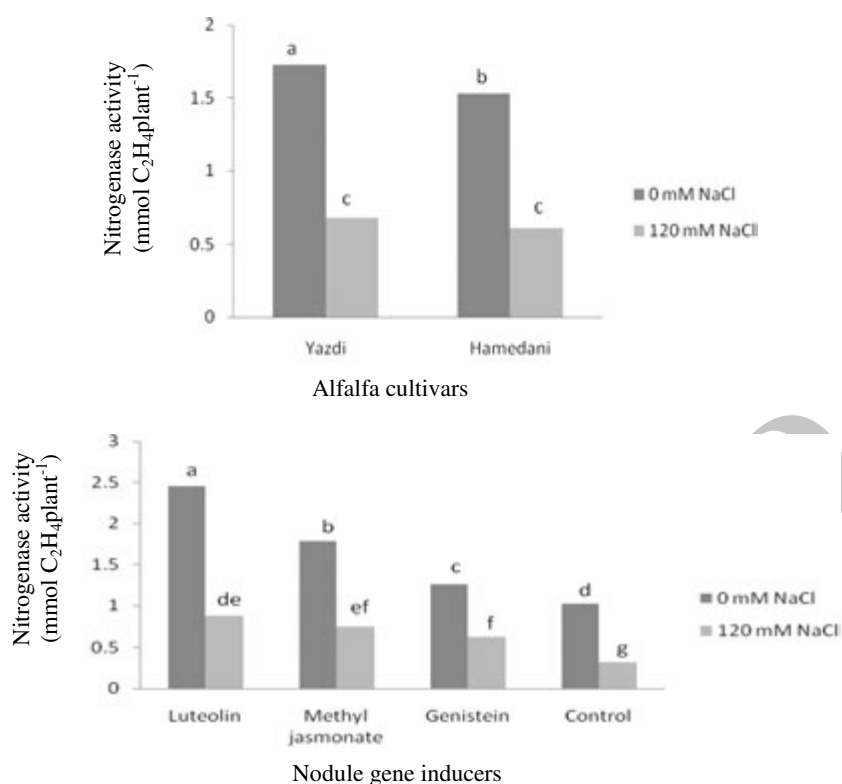 Nitrogenase activity
(mmol C₂H₄plant⁻¹)
2
1.5
1
0.5
0
a
c
b
c
Yazdi
Hamedani
0 mM NaCl
120 mM NaCl
Alfalfa cultivars
Nitrogenase activity
(mmol C₂H₄plant⁻¹)
3
2.5
2
1.5
1
0.5
0
a
de
b
ef
c
f
d
g
Luteolin
Methyl
jasmonate
Genistein
Control
0 mM NaCl
120 mM NaCl
Nodule gene inducers